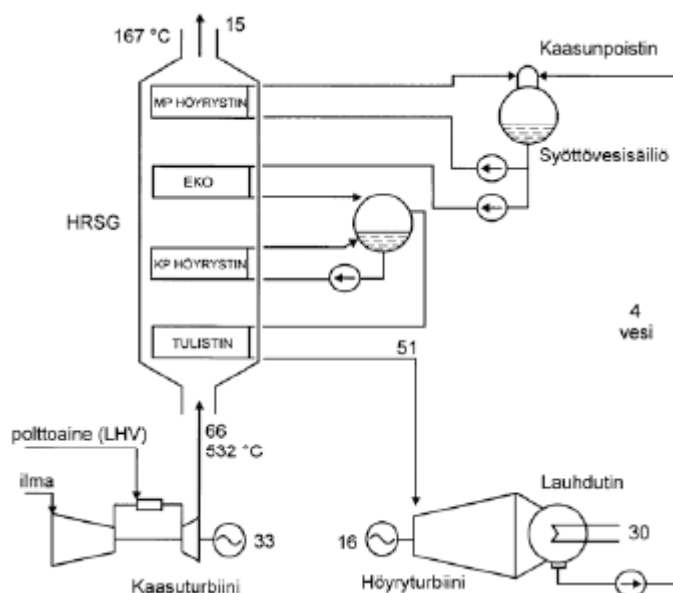 167 °C
15
Kaasunpoistin
MP HÖYRYSTIN
Syöttövesisäiliö
EKO
HRSG
KP HÖYRYSTIN
4
vesi
TULISTIN
51
polttoaine (LHV)
66
532 °C
ilma
Lauhdutin
33
16
30
Kaasuturbiini
Höyryturbiini